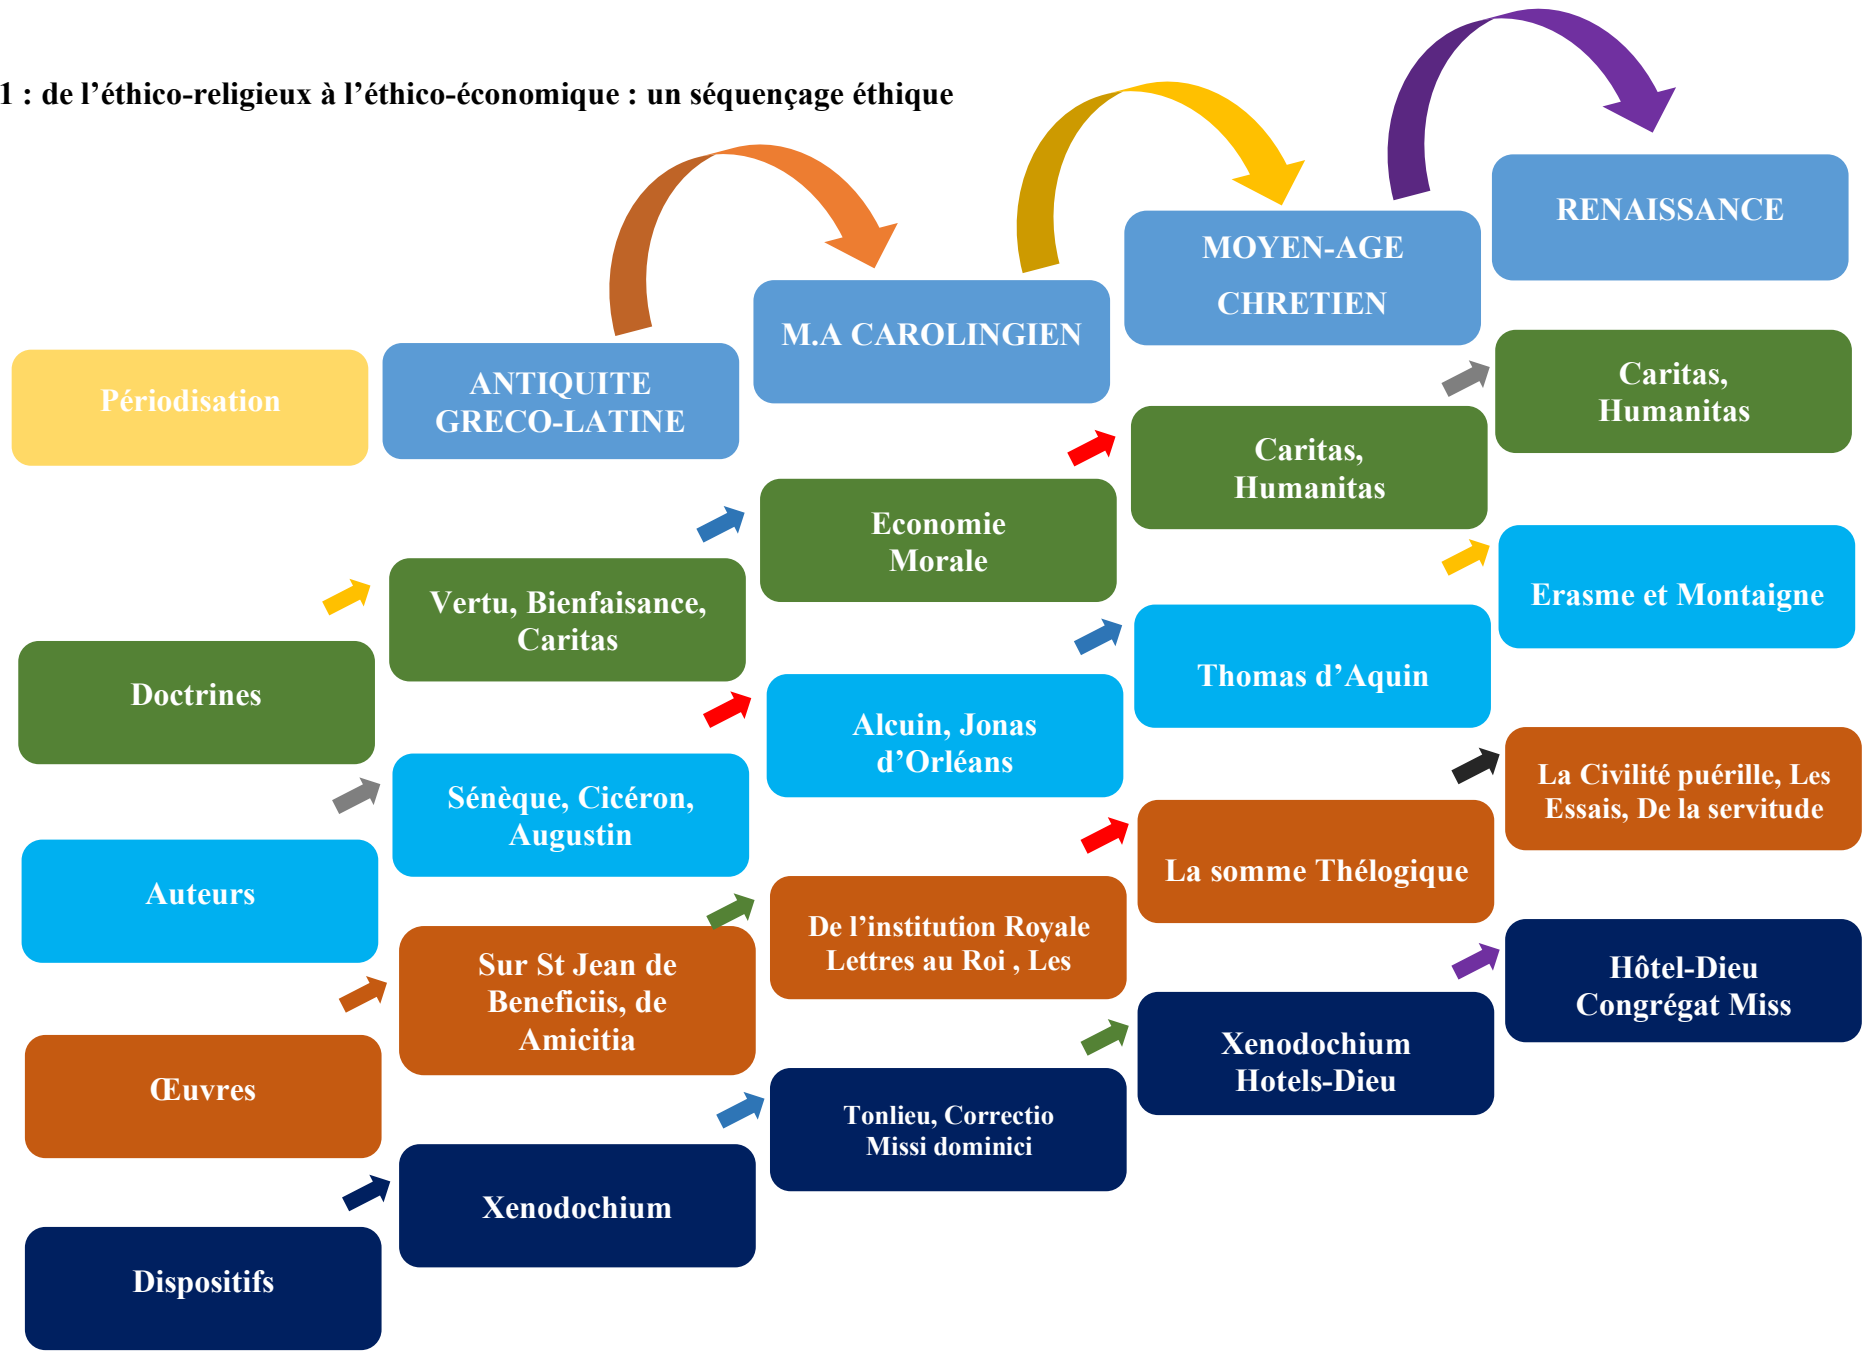 1 : de l’éthico-religieux à l’éthico-économique : un séquençage éthique
Périodisation
ANTIQUITE
GRECO-LATINE
M.A CAROLINGIEN
MOYEN-AGE
CHRETIEN
RENAISSANCE
Doctrines
Vertu, Bienfaisance,
Caritas
Economie
Morale
Caritas,
Humanitas
Caritas,
Humanitas
Auteurs
Sénèque, Cicéron,
Augustin
Alcuin, Jonas
d’Orléans
Thomas d’Aquin
Erasme et Montaigne
Œuvres
Sur St Jean de
Beneficiis, de
Amicitia
De l’institution Royale
Lettres au Roi , Les
La somme Thélogique
La Civilité puérille, Les
Essais, De la servitude
Dispositifs
Xenodochium
Tonlieu, Correctio
Missi dominici
Xenodochium
Hotels-Dieu
Hôtel-Dieu
Congrégat Miss